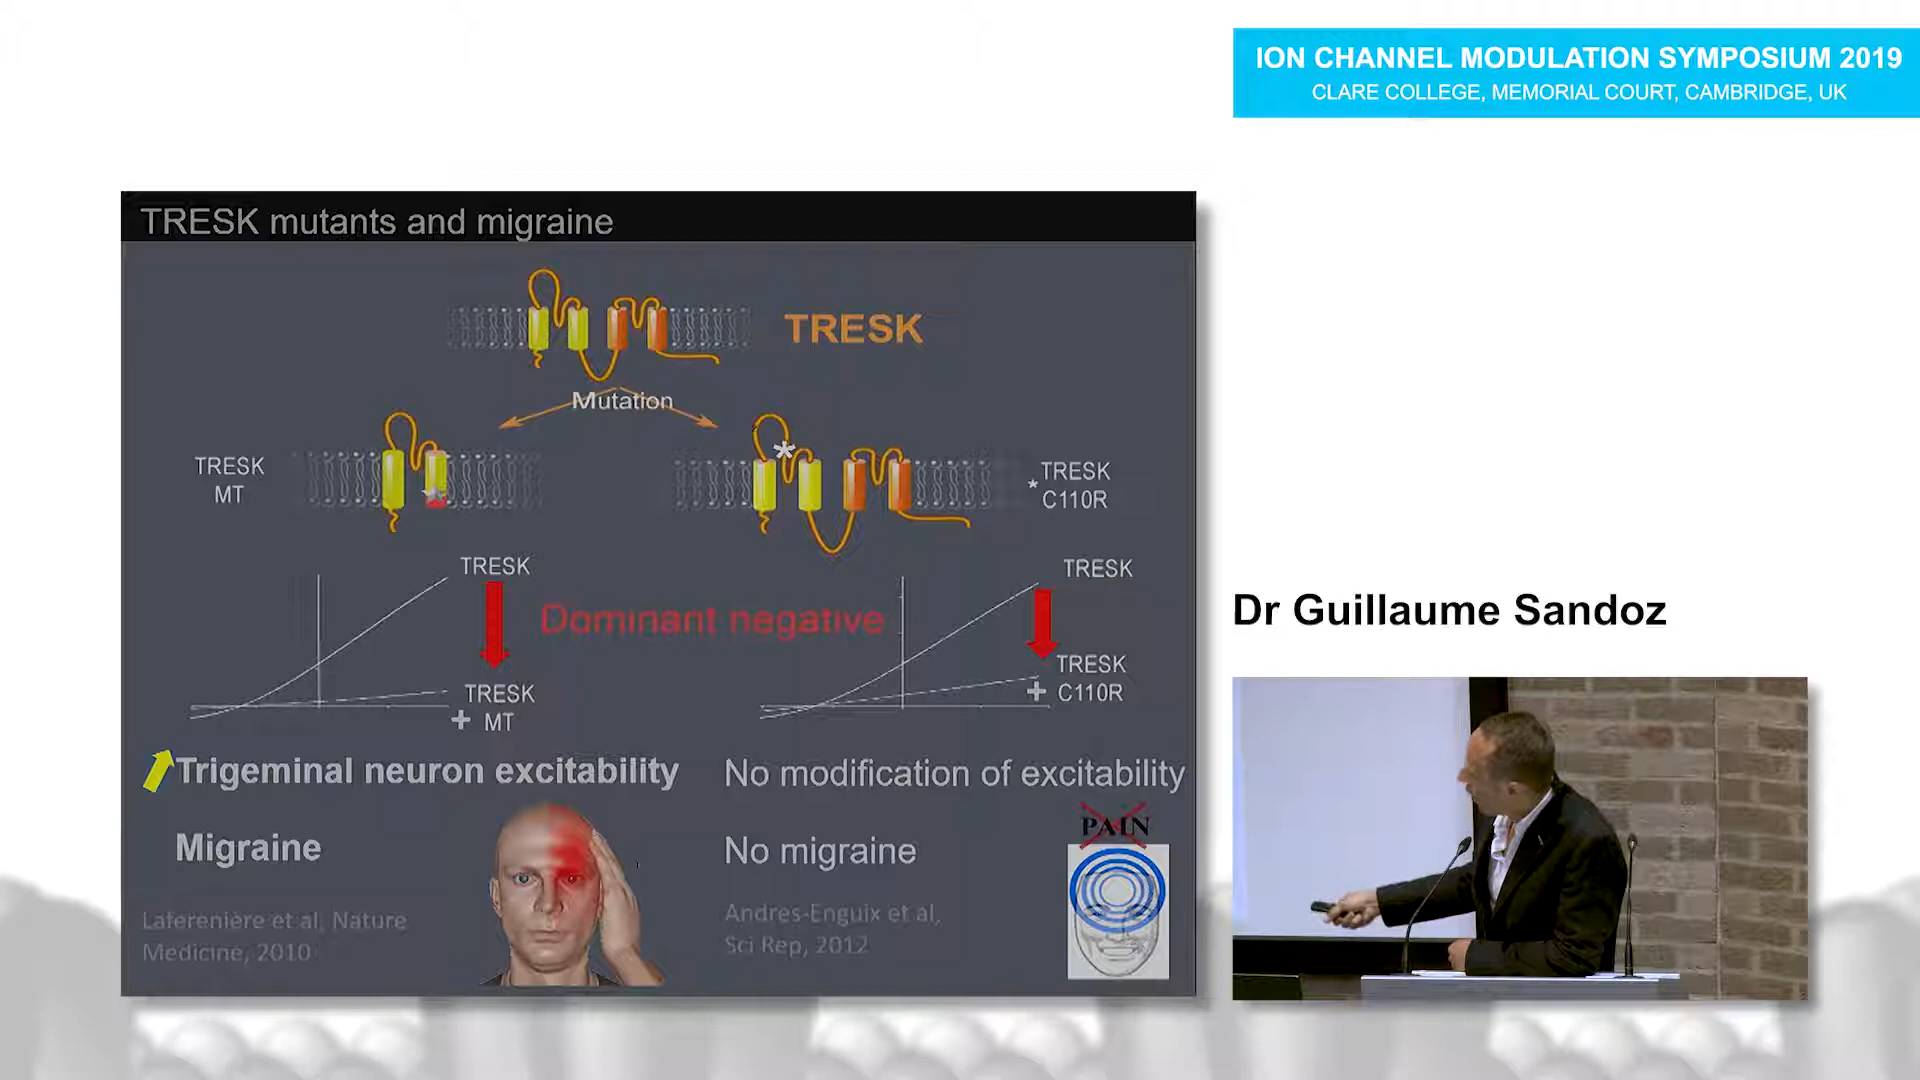 ION CHANNEL MODULATION SYMPOSIUM 2019
CLARE COLLEGE, MEMORIAL COURT, CAMBRIDGE, UK
TRESK mutants and migraine
TRESK
Mutation
TRESK
MT
*
* TRESK
C110R
TRESK
Dominant negative
TRESK
TRESK
+ MT
TRESK
+ C110R
Trigeminal neuron excitability
No modification of excitability
Migraine
No migraine
PAIN
Laferenière et al, Nature
Medicine, 2010
Andres-Enguix et al,
Sci Rep, 2012
Dr Guillaume Sandoz